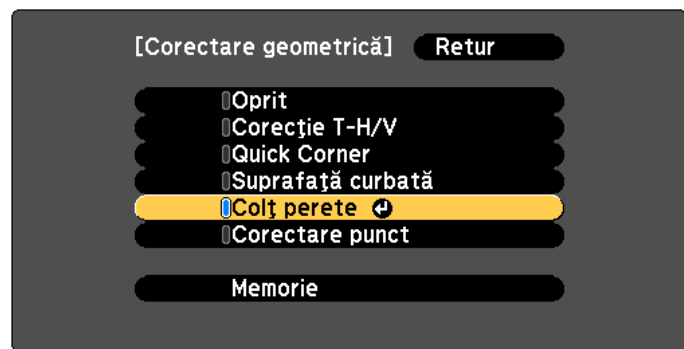 [Corectare geometrică] Retur
Oprit
Corecţie T-H/V
Quick Corner
Suprafaţă curbată
Colţ perete
Corectare punct
Memorie